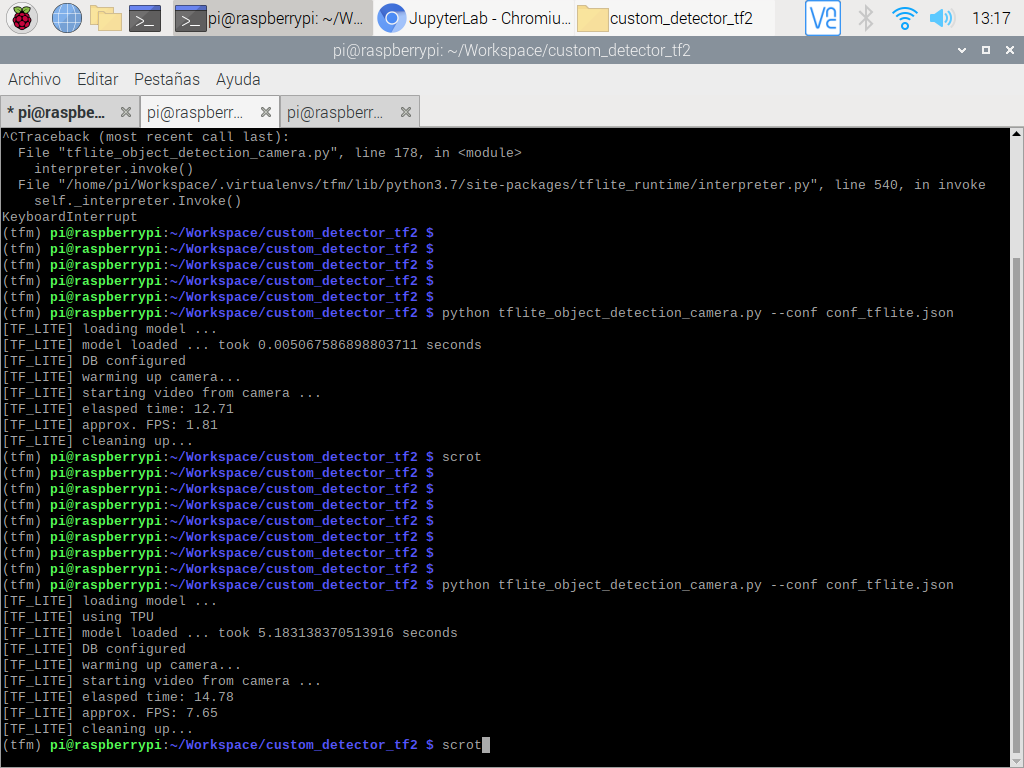 pi@raspberrypi: ~/W... JupyterLab - Chromiu... custom_detector_tf2 13:17
pi@raspberrypi: ~/Workspace/custom_detector_tf2
Archivo Editar Pestañas Ayuda
* pi@raspbe... pi@raspberr... pi@raspberr...
^CTraceback (most recent call last):
File "tflite_object_detection_camera.py", line 178, in <module>
interpreter.invoke()
File "/home/pi/Workspace/.virtualenvs/tfm/lib/python3.7/site-packages/tflite_runtime/interpreter.py", line 540, in invoke
self._interpreter.Invoke()
KeyboardInterrupt
(tfm) pi@raspberrypi:~/Workspace/custom_detector_tf2 $
(tfm) pi@raspberrypi:~/Workspace/custom_detector_tf2 $
(tfm) pi@raspberrypi:~/Workspace/custom_detector_tf2 $
(tfm) pi@raspberrypi:~/Workspace/custom_detector_tf2 $
(tfm) pi@raspberrypi:~/Workspace/custom_detector_tf2 $
(tfm) pi@raspberrypi:~/Workspace/custom_detector_tf2 $ python tflite_object_detection_camera.py --conf conf_tflite.json
[TF_LITE] loading model ...
[TF_LITE] model loaded ... took 0.005067586898803711 seconds
[TF_LITE] DB configured
[TF_LITE] warming up camera...
[TF_LITE] starting video from camera ...
[TF_LITE] elasped time: 12.71
[TF_LITE] approx. FPS: 1.81
[TF_LITE] cleaning up...
(tfm) pi@raspberrypi:~/Workspace/custom_detector_tf2 $ scrot
(tfm) pi@raspberrypi:~/Workspace/custom_detector_tf2 $
(tfm) pi@raspberrypi:~/Workspace/custom_detector_tf2 $
(tfm) pi@raspberrypi:~/Workspace/custom_detector_tf2 $
(tfm) pi@raspberrypi:~/Workspace/custom_detector_tf2 $
(tfm) pi@raspberrypi:~/Workspace/custom_detector_tf2 $
(tfm) pi@raspberrypi:~/Workspace/custom_detector_tf2 $
(tfm) pi@raspberrypi:~/Workspace/custom_detector_tf2 $
(tfm) pi@raspberrypi:~/Workspace/custom_detector_tf2 $ python tflite_object_detection_camera.py --conf conf_tflite.json
[TF_LITE] loading model ...
[TF_LITE] using TPU
[TF_LITE] model loaded ... took 5.183138370513916 seconds
[TF_LITE] DB configured
[TF_LITE] warming up camera...
[TF_LITE] starting video from camera ...
[TF_LITE] elasped time: 14.78
[TF_LITE] approx. FPS: 7.65
[TF_LITE] cleaning up...
(tfm) pi@raspberrypi:~/Workspace/custom_detector_tf2 $ scrot